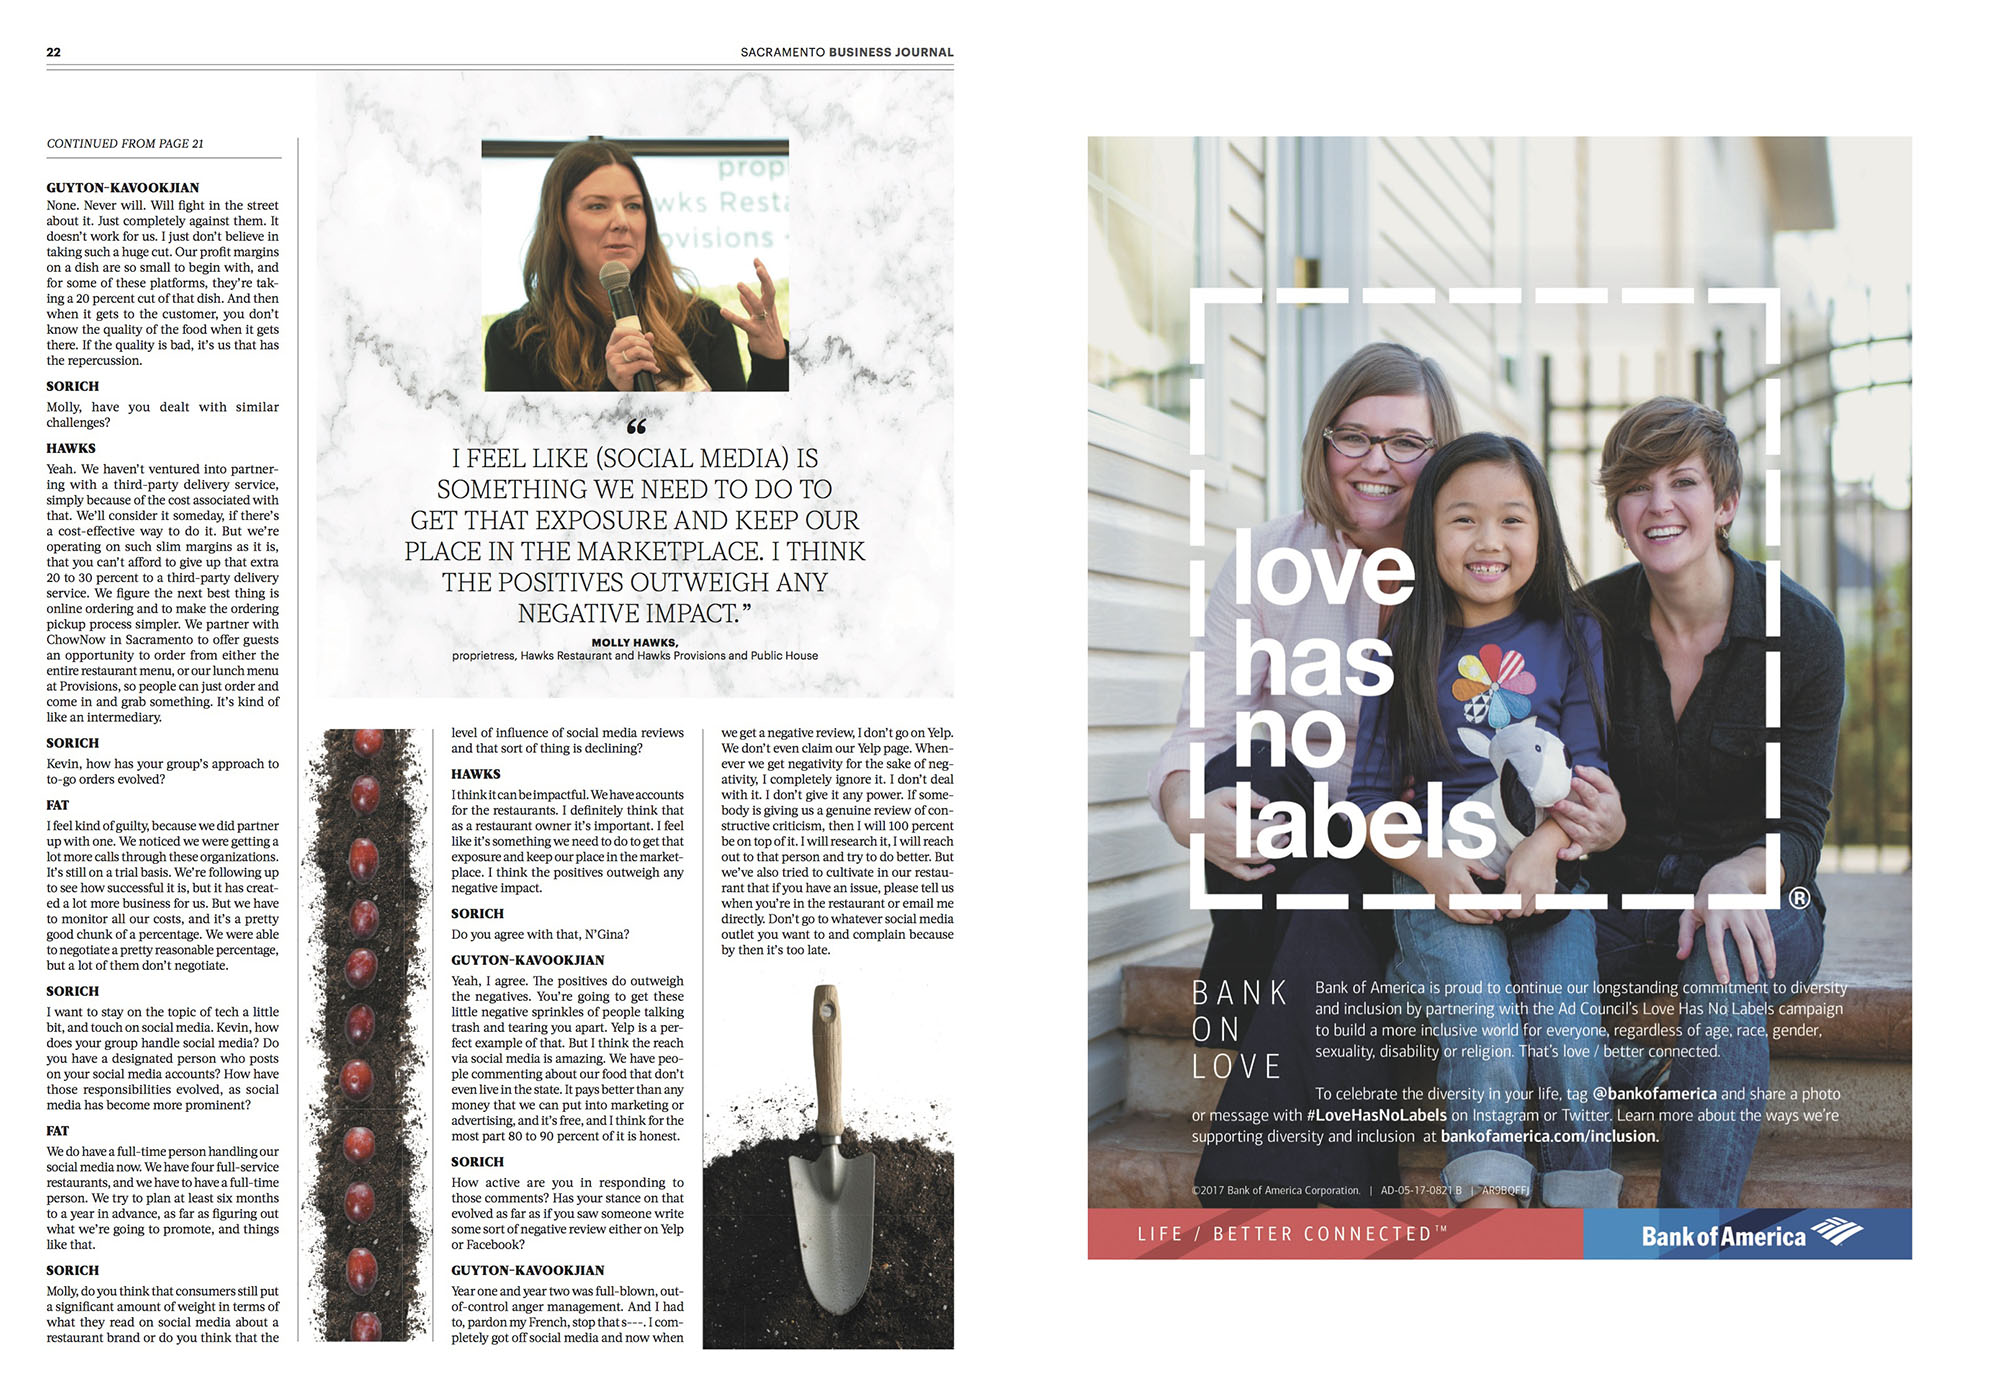 22
SACRAMENTO BUSINESS JOURNAL
CONTINUED FROM PAGE 21
GUYTON-KAVOOKJIAN
None. Never will. Will fight in the street
about it. Just completely against them. It
doesn't work for us. I just don't believe in
taking such a huge cut. Our profit margins
on a dish are so small to begin with, and
for some of these platforms, they're tak-
ing a 20 percent cut of that dish. And then
when it gets to the customer, you don't
know the quality of the food when it gets
there. If the quality is bad, it's us that has
the repercussion.
SORICH
Molly, have you dealt with similar
challenges?
HAWKS
Yeah. We haven't ventured into partner-
ing with a third-party delivery service,
simply because of the cost associated with
that. We'll consider it someday, if there's
a cost-effective way to do it. But we're
operating on such slim margins as it is,
that you can't afford to give up that extra
20 to 30 percent to a third-party delivery
service. We figure the next best thing is
online ordering and to make the ordering
pickup process simpler. We partner with
ChowNow in Sacramento to offer guests
an opportunity to order from either the
entire restaurant menu, or our lunch menu
at Provisions, so people can just order and
come in and grab something. It's kind of
like an intermediary.
SORICH
Kevin, how has your group's approach to
to-go orders evolved?
FAT
I feel kind of guilty, because we did partner
up with one. We noticed we were getting a
lot more calls through these organizations.
It's still on a trial basis. We're following up
to see how successful it is, but it has creat-
ed a lot more business for us. But we have
to monitor all our costs, and it's a pretty
good chunk of a percentage. We were able
to negotiate a pretty reasonable percentage,
but a lot of them don't negotiate.
SORICH
I want to stay on the topic of tech a little
bit, and touch on social media. Kevin, how
does your group handle social media? Do
you have a designated person who posts
on your social media accounts? How have
those responsibilities evolved, as social
media has become more prominent?
FAT
We do have a full-time person handling our
social media now. We have four full-service
restaurants, and we have to have a full-time
person. We try to plan at least six months
to a year in advance, as far as figuring out
what we're going to promote, and things
like that.
SORICH
Molly, do you think that consumers still put
a significant amount of weight in terms of
what they read on social media about a
restaurant brand or do you think that the
prop
wks Resta
ovisions
“
I FEEL LIKE (SOCIAL MEDIA) IS
SOMETHING WE NEED TO DO TO
GET THAT EXPOSURE AND KEEP OUR
PLACE IN THE MARKETPLACE. I THINK
THE POSITIVES OUTWEIGH ANY
NEGATIVE IMPACT.”
MOLLY HAWKS,
proprietress, Hawks Restaurant and Hawks Provisions and Public House
level of influence of social media reviews
and that sort of thing is declining?
HAWKS
I think it can be impactful. We have accounts
for the restaurants. I definitely think that
as a restaurant owner it's important. I feel
like it's something we need to do to get that
exposure and keep our place in the market-
place. I think the positives outweigh any
negative impact.
SORICH
Do you agree with that, N'Gina?
GUYTON-KAVOOKJIAN
Yeah, I agree. The positives do outweigh
the negatives. You're going to get these
little negative sprinkles of people talking
trash and tearing you apart. Yelp is a per-
fect example of that. But I think the reach
via social media is amazing. We have peo-
ple commenting about our food that don't
even live in the state. It pays better than any
money that we can put into marketing or
advertising, and it's free, and I think for the
most part 80 to 90 percent of it is honest.
SORICH
How active are you in responding to
those comments? Has your stance on that
evolved as far as if you saw someone write
some sort of negative review either on Yelp
or Facebook?
GUYTON-KAVOOKJIAN
Year one and year two was full-blown, out-
of-control anger management. And I had
to, pardon my French, stop that s---. I com-
pletely got off social media and now when
we get a negative review, I don't go on Yelp.
We don't even claim our Yelp page. When-
ever we get negativity for the sake of neg-
ativity, I completely ignore it. I don't deal
with it. I don't give it any power. If some-
body is giving us a genuine review of con-
structive criticism, then I will 100 percent
be on top of it. I will research it, I will reach
out to that person and try to do better. But
we've also tried to cultivate in our restau-
rant that if you have an issue, please tell us
when you're in the restaurant or email me
directly. Don't go to whatever social media
outlet you want to and complain because
by then it's too late.
love
has
no
labels
®
BANK
ON
LOVE
Bank of America is proud to continue our longstanding commitment to diversity
and inclusion by partnering with the Ad Council's Love Has No Labels campaign
to build a more inclusive world for everyone, regardless of age, race, gender,
sexuality, disability or religion. That's love / better connected.
To celebrate the diversity in your life, tag @bankofamerica and share a photo
or message with #LoveHasNoLabels on Instagram or Twitter. Learn more about the ways we're
supporting diversity and inclusion at bankofamerica.com/inclusion.
©2017 Bank of America Corporation. | AD-05-17-0821.B | AR9BQFFJ
LIFE / BETTER CONNECTED™
Bank of America